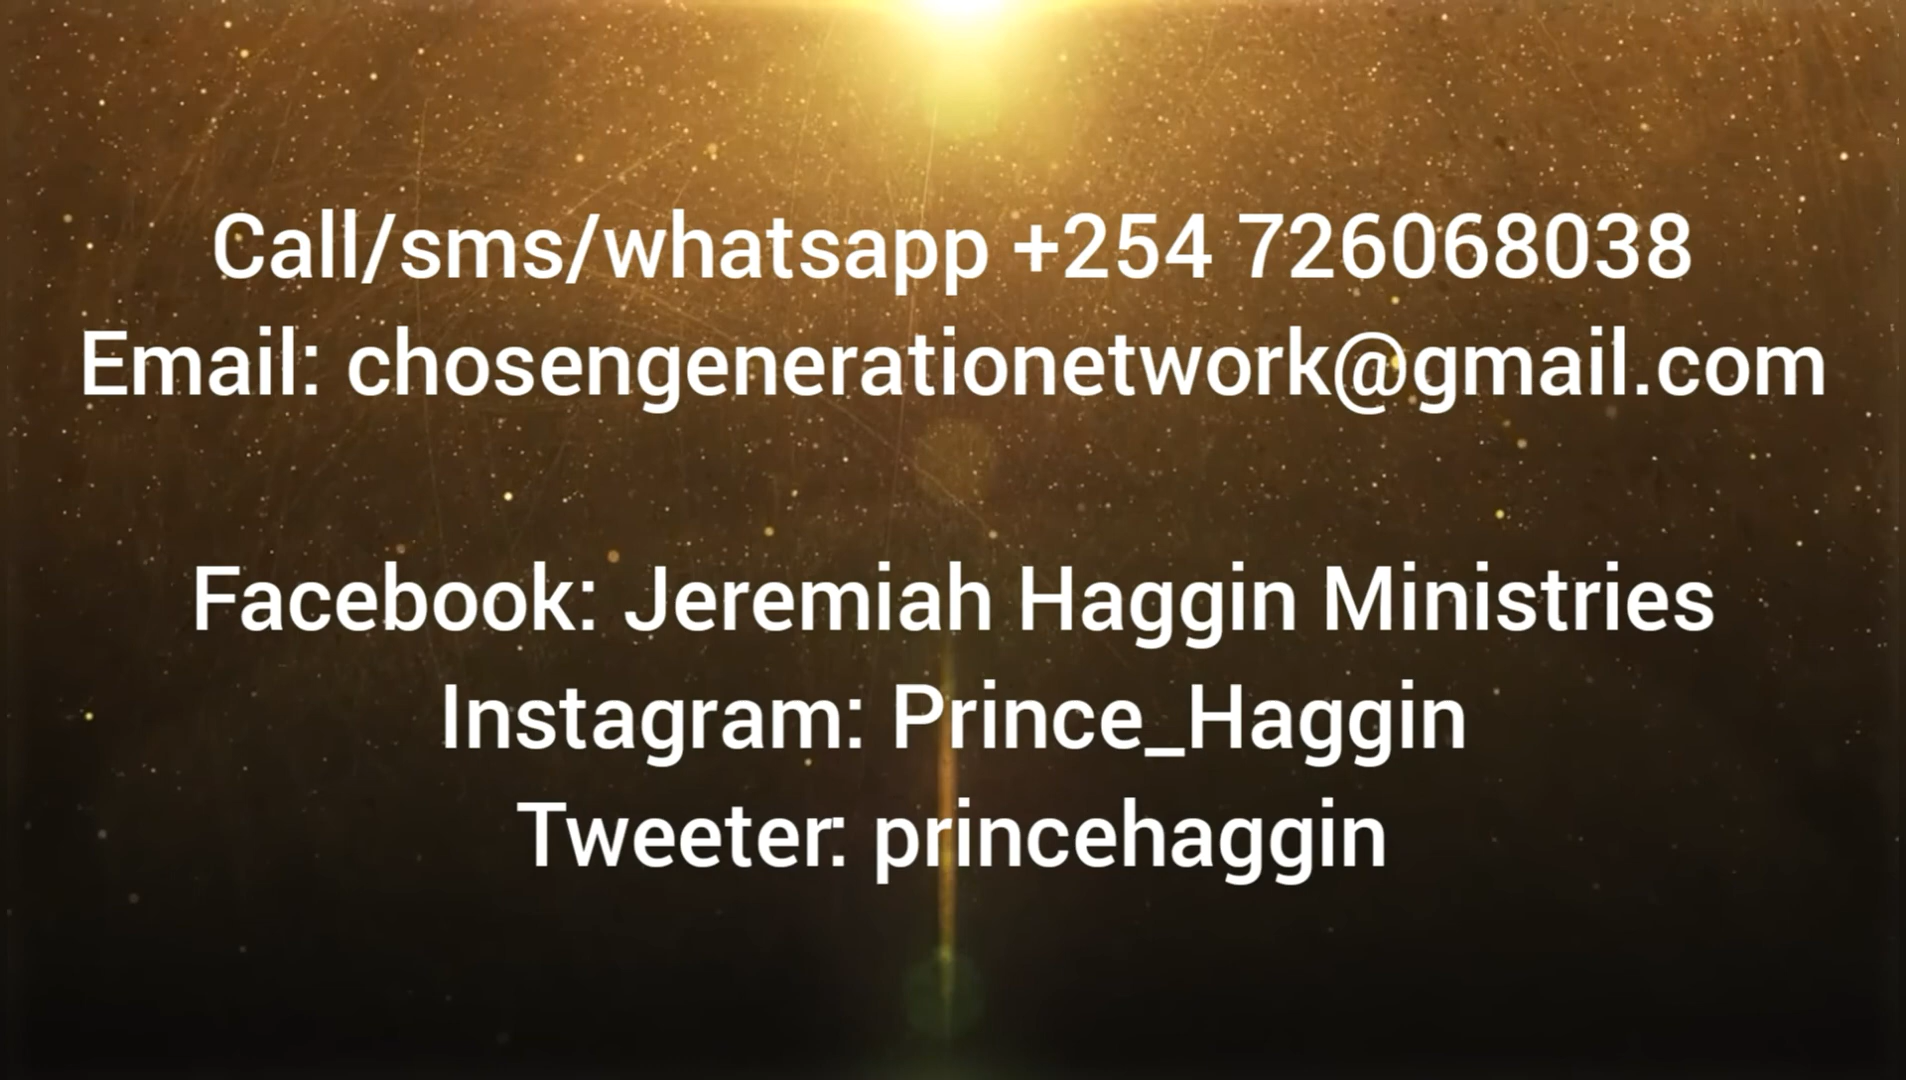 Call/sms/whatsapp +254 726068038
Email: chosengenerationetwork@gmail.com
Facebook: Jeremiah Haggin Ministries
Instagram: Prince_Haggin
Tweeter: princehaggin